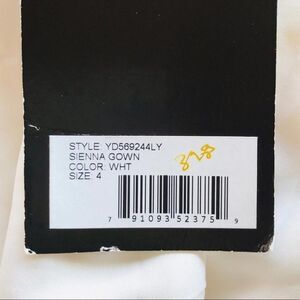 STYLE: YD569244LY
SIENNA GOWN
COLOR: WHT
SIZE: 4
7 91093 52375 9